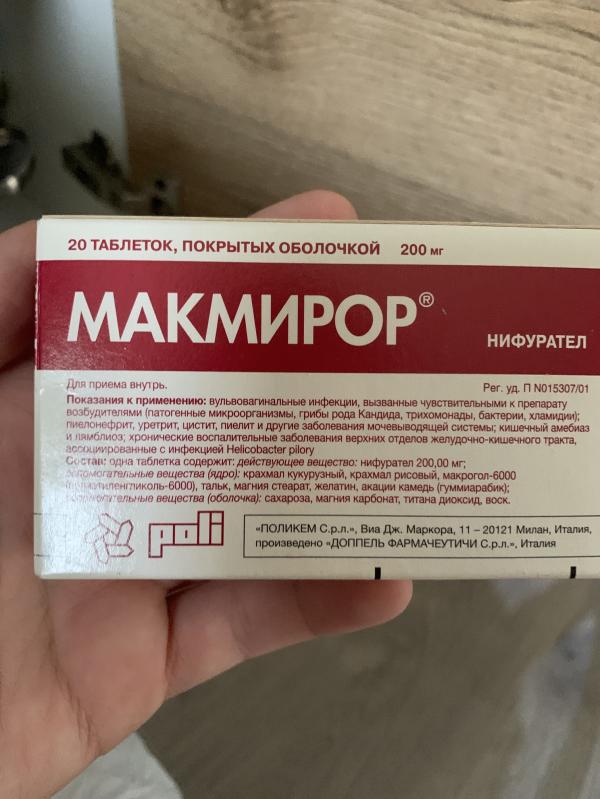 20 ТАБЛЕТОК, ПОКРЫТЫХ ОБОЛОЧКОЙ 200 мг
МАКМИРОР®
НИФУРАТЕЛ
Для приема внутрь.
Рег. уд. П N015307/01
Показания к применению: вульвовагинальные инфекции, вызванные чувствительными к препарату
возбудителями (патогенные микроорганизмы, грибы рода Кандида, трихомонады, бактерии, хламидии);
пиелонефрит, уретрит, цистит, пиелит и другие заболевания мочевыводящей системы; кишечный амебиаз
и лямблиоз; хронические воспалительные заболевания верхних отделов желудочно-кишечного тракта,
ассоциированные с инфекцией Helicobacter pilory
Состав: одна таблетка содержит: действующее вещество: нифурател 200,00 мг;
вспомогательные вещества (ядро): крахмал кукурузный, крахмал рисовый, макрогол-6000
(полиэтиленгликоль-6000), тальк, магния стеарат, желатин, акации камедь (гуммиарабик);
вспомогательные вещества (оболочка): сахароза, магния карбонат, титана диоксид, воск.
poli
«ПОЛИКЕМ С.р.л.», Виа Дж. Маркора, 11 – 20121 Милан, Италия,
произведено «ДОППЕЛЬ ФАРМАЧЕУТИЧИ С.р.л.», Италия